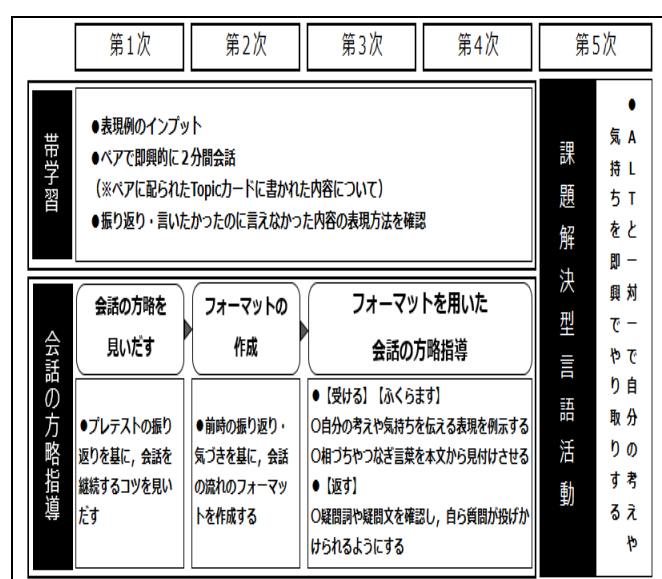 第1次
第2次
第3次
第4次
第5次
帯学習
●表現例のインプット
●ペアで即興的に2分間会話
(※ペアに配られたTopicカードに書かれた内容について)
●振り返り・言いたかったのに言えなかった内容の表現方法を確認
会話の方略指導
会話の方略を
見いだす
●プレテストの振り
返りを基に,会話を
継続するコツを見い
だす
フォーマットの
作成
●前時の振り返り・
気づきを基に,会話
の流れのフォーマッ
トを作成する
フォーマットを用いた
会話の方略指導
●【受ける】【ふくらます】
○自分の考えや気持ちを伝える表現を例示する
○相づちやつなぎ言葉を本文から見付けさせる
●【返す】
○疑問詞や疑問文を確認し,自ら質問が投げか
けられるようにする
課題解決型言語活動
●ALTと一対一で自分の考えや
気持ちを即興でやり取りする